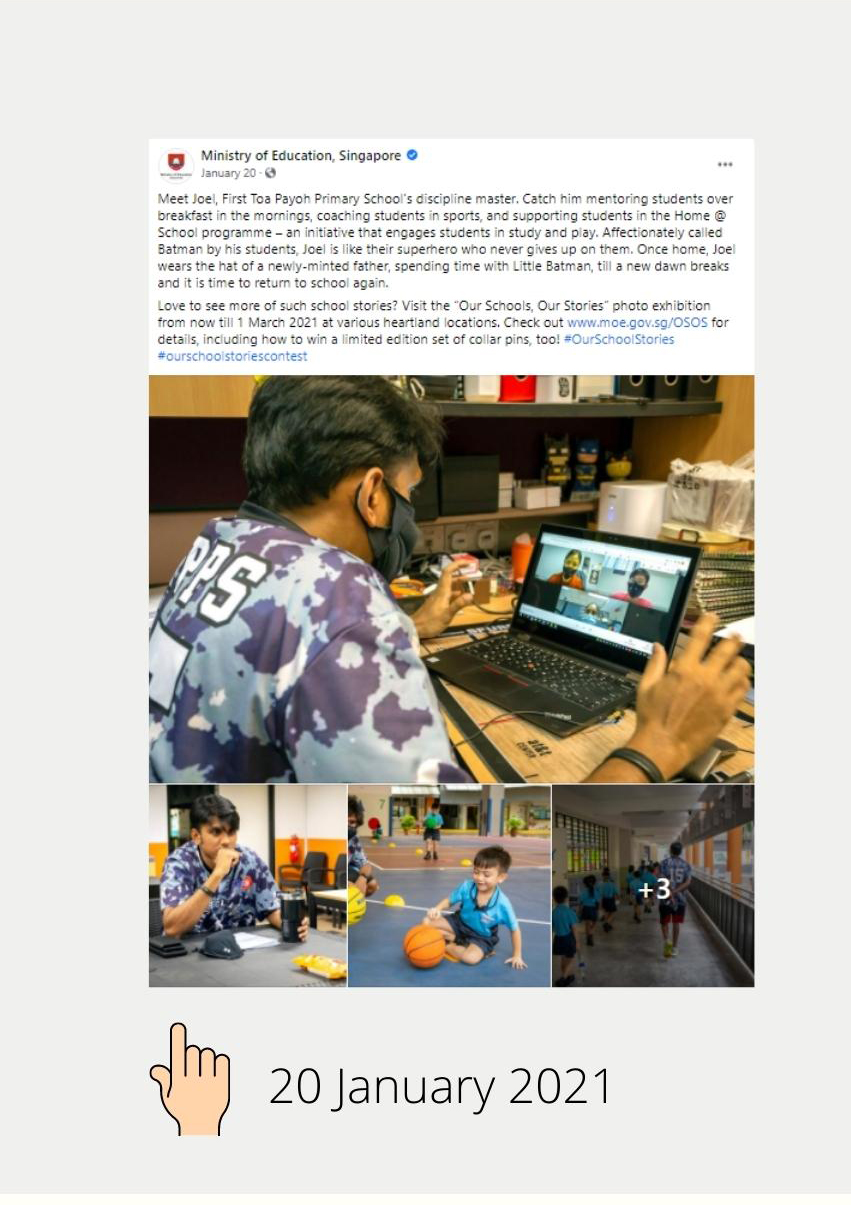 Ministry of Education, Singapore
January 20 ·
Meet Joel, First Toa Payoh Primary School's discipline master. Catch him mentoring students over
breakfast in the mornings, coaching students in sports, and supporting students in the Home @
School programme – an initiative that engages students in study and play. Affectionately called
Batman by his students, Joel is like their superhero who never gives up on them. Once home, Joel
wears the hat of a newly-minted father, spending time with Little Batman, till a new dawn breaks
and it is time to return to school again.
Love to see more of such school stories? Visit the "Our Schools, Our Stories" photo exhibition
from now till 1 March 2021 at various heartland locations. Check out www.moe.gov.sg/OSOS for
details, including how to win a limited edition set of collar pins, too! #OurSchoolStories
#ourschoolstoriescontest
PPS
7
+3
20 January 2021